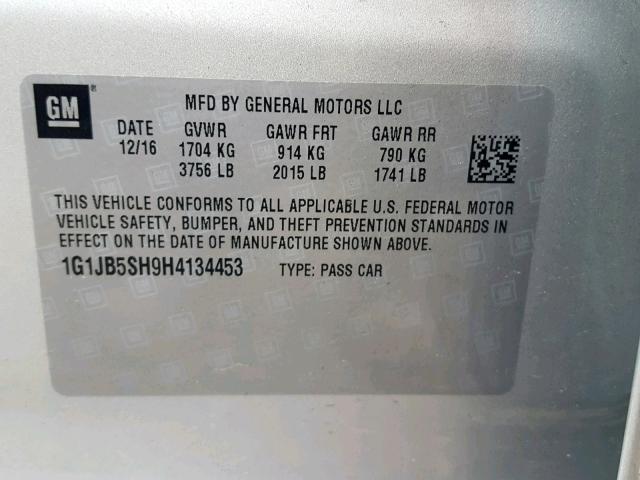 GM ®
MFD BY GENERAL MOTORS LLC
DATE GVWR GAWR FRT GAWR RR
12/16 1704 KG 914 KG 790 KG
3756 LB 2015 LB 1741 LB
THIS VEHICLE CONFORMS TO ALL APPLICABLE U.S. FEDERAL MOTOR
VEHICLE SAFETY, BUMPER, AND THEFT PREVENTION STANDARDS IN
EFFECT ON THE DATE OF MANUFACTURE SHOWN ABOVE.
1G1JB5SH9H4134453 TYPE: PASS CAR